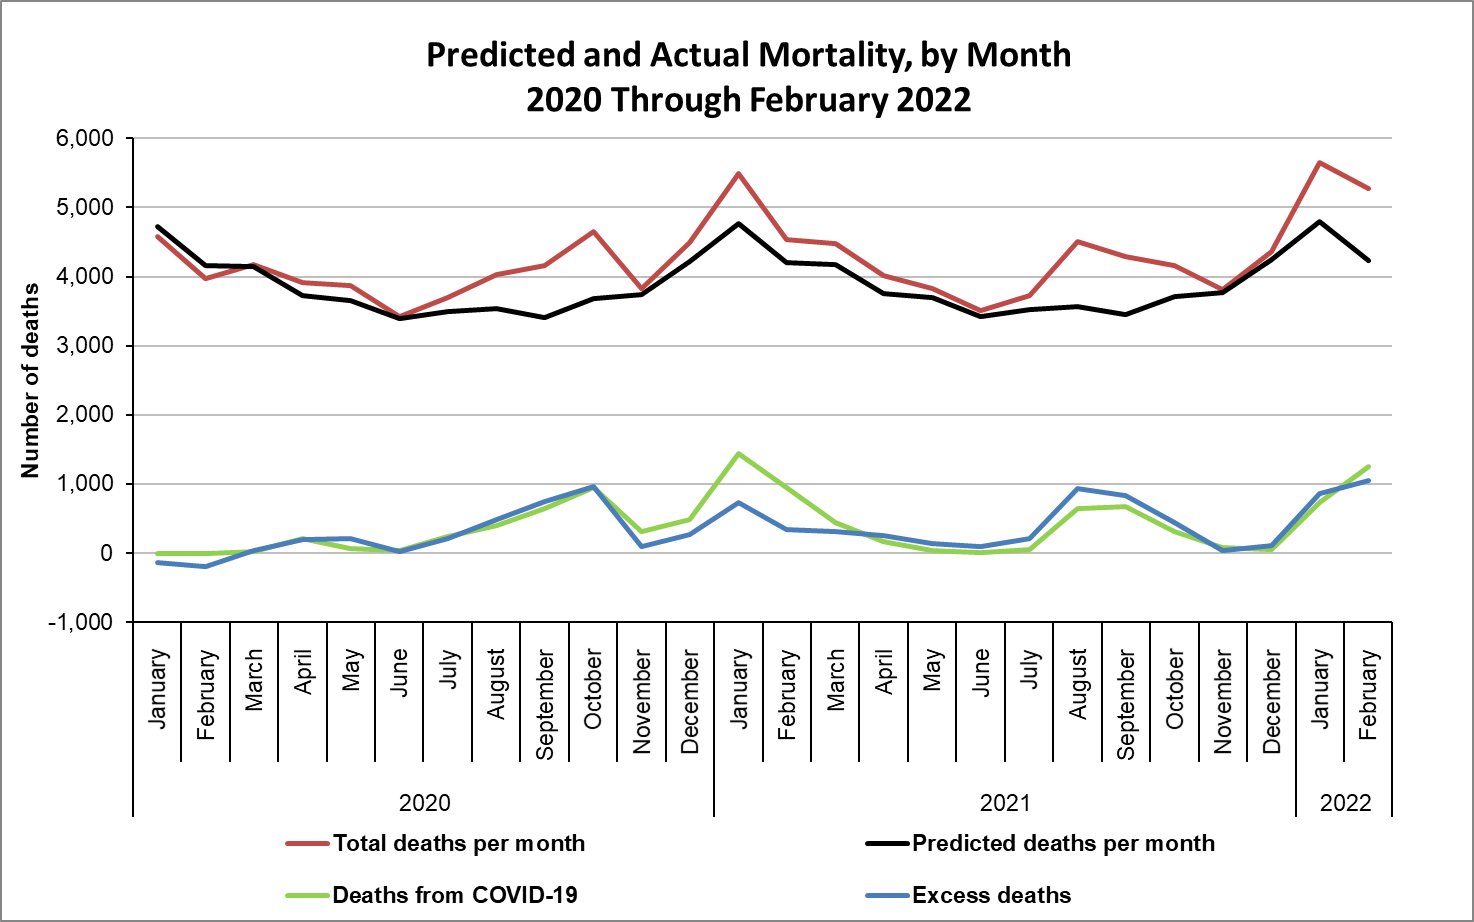 Predicted and Actual Mortality, by Month
2020 Through February 2022
Number of deaths
6,000
5,000
4,000
3,000
2,000
1,000
0
-1,000
January
February
March
April
May
June
July
August
September
October
November
December
January
February
March
April
May
June
July
August
September
October
November
December
January
February
2020
2021
2022
Total deaths per month
Predicted deaths per month
Deaths from COVID-19
Excess deaths